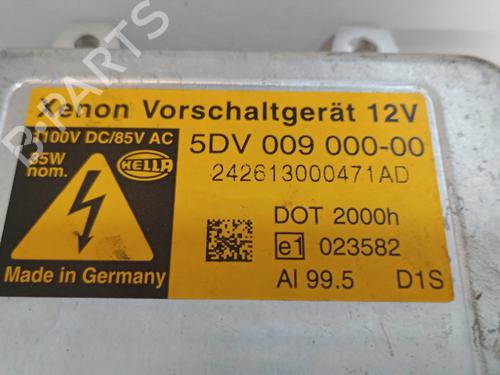 Xenon Vorschaltgerät 12V
1100V DC/85V AC
35W
nom.
HELLA
5DV 009 000-00
242613000471AD
DOT 2000h
e1 023582
Made in Germany
Al 99.5 D1S
B-PARTS